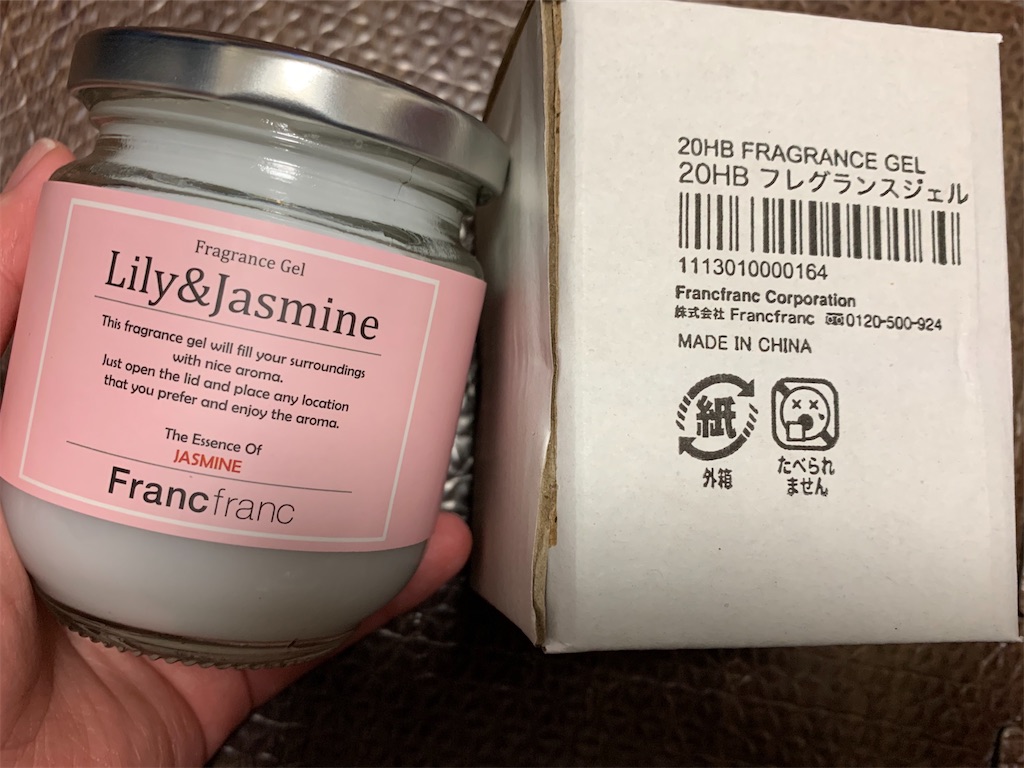 Fragrance Gel
Lily&Jasmine
This fragrance gel will fill your surroundings
with nice aroma.
Just open the lid and place any location
that you prefer and enjoy the aroma.
The Essence Of
JASMINE
Francfranc
20HB FRAGRANCE GEL
20HB フレグランスジェル
1113010000164
Francfranc Corporation
株式会社 Francfranc 0120-500-924
MADE IN CHINA
紙
外箱
たべられ
ません